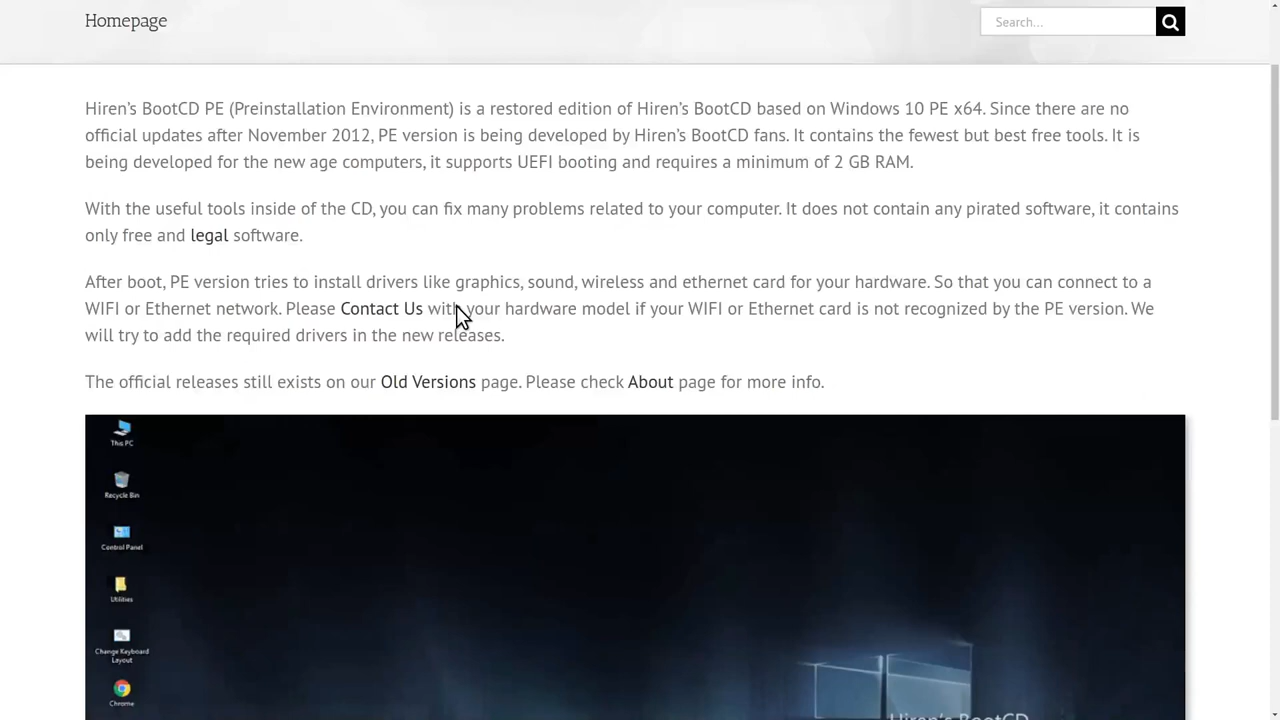 Homepage
Search...
Hiren's BootCD PE (Preinstallation Environment) is a restored edition of Hiren's BootCD based on Windows 10 PE x64. Since there are no
official updates after November 2012, PE version is being developed by Hiren's BootCD fans. It contains the fewest but best free tools. It is
being developed for the new age computers, it supports UEFI booting and requires a minimum of 2 GB RAM.
With the useful tools inside of the CD, you can fix many problems related to your computer. It does not contain any pirated software, it contains
only free and legal software.
After boot, PE version tries to install drivers like graphics, sound, wireless and ethernet card for your hardware. So that you can connect to a
WIFI or Ethernet network. Please Contact Us with your hardware model if your WIFI or Ethernet card is not recognized by the PE version. We
will try to add the required drivers in the new releases.
The official releases still exists on our Old Versions page. Please check About page for more info.
This PC
Recycle Bin
Control Panel
Utilities
Change Keyboard
Layout
Chrome
Hiren's BootCD